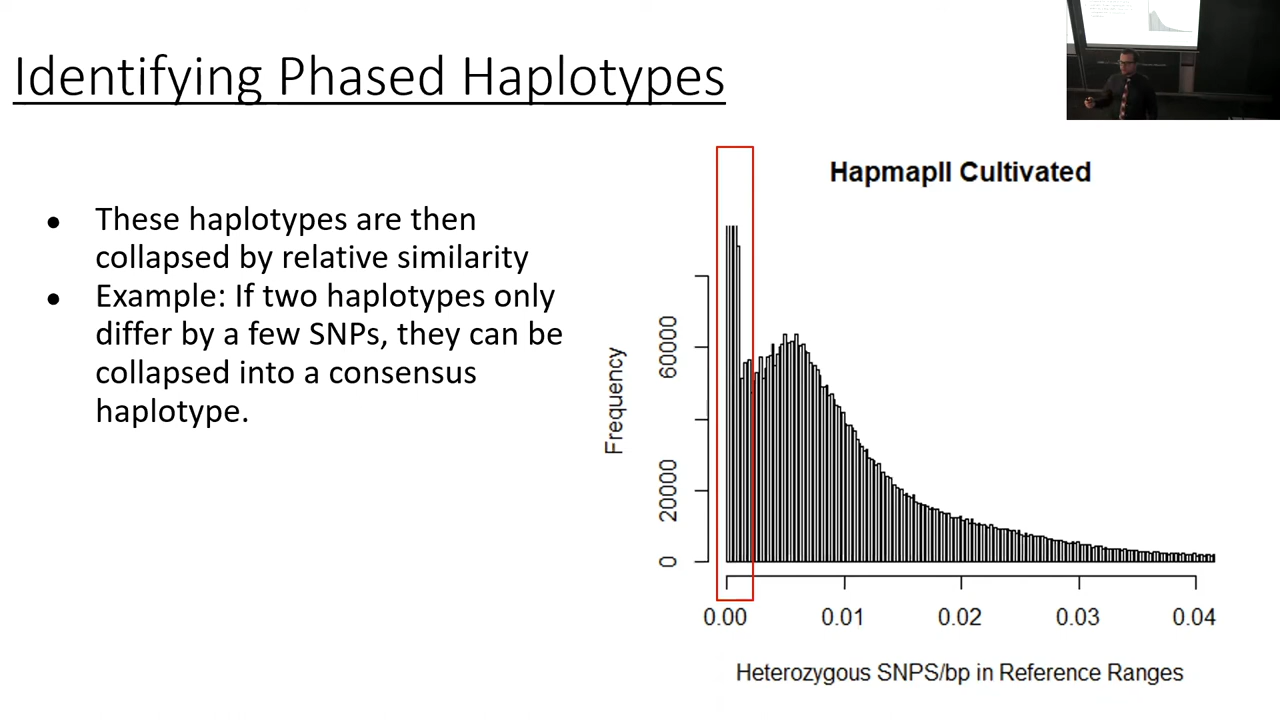 Identifying Phased Haplotypes
● These haplotypes are then
collapsed by relative similarity
● Example: If two haplotypes only
differ by a few SNPs, they can be
collapsed into a consensus
haplotype.
HapmapII Cultivated
Frequency
60000
20000
0
0.00 0.01 0.02 0.03 0.04
Heterozygous SNPS/bp in Reference Ranges